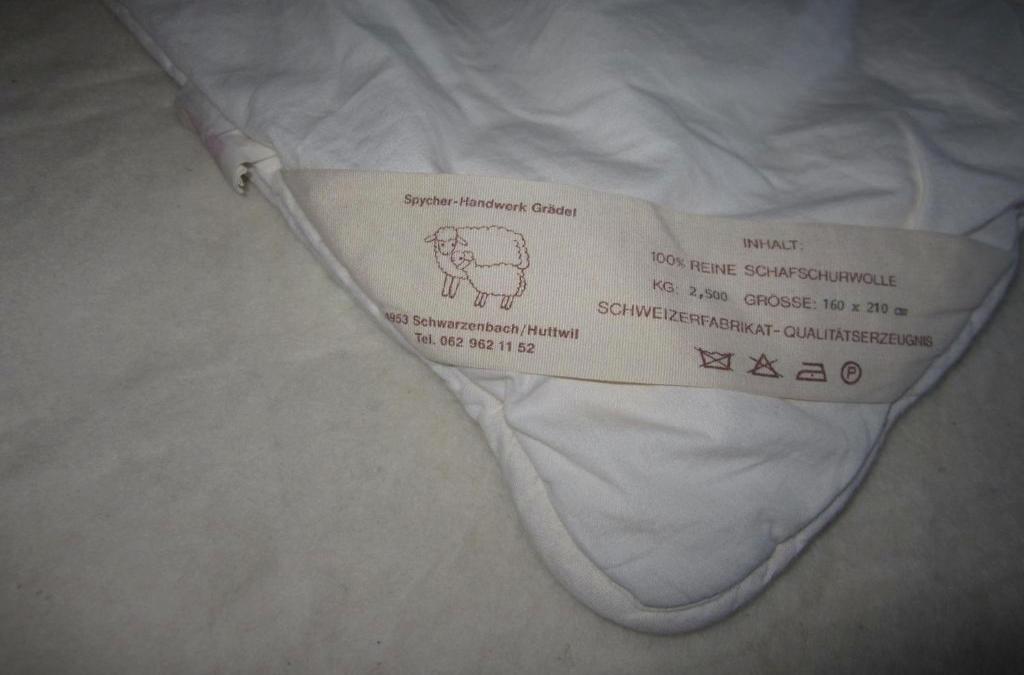 Spycher-Handwerk Grädel
4953 Schwarzenbach/Huttwil
Tel. 062 962 11 52
INHALT:
100% REINE SCHAFSCHURWOLLE
KG: 2,500 GRÖSSE: 160 x 210 cm
SCHWEIZERFABRIKAT-QUALITÄTSERZEUGNIS
P